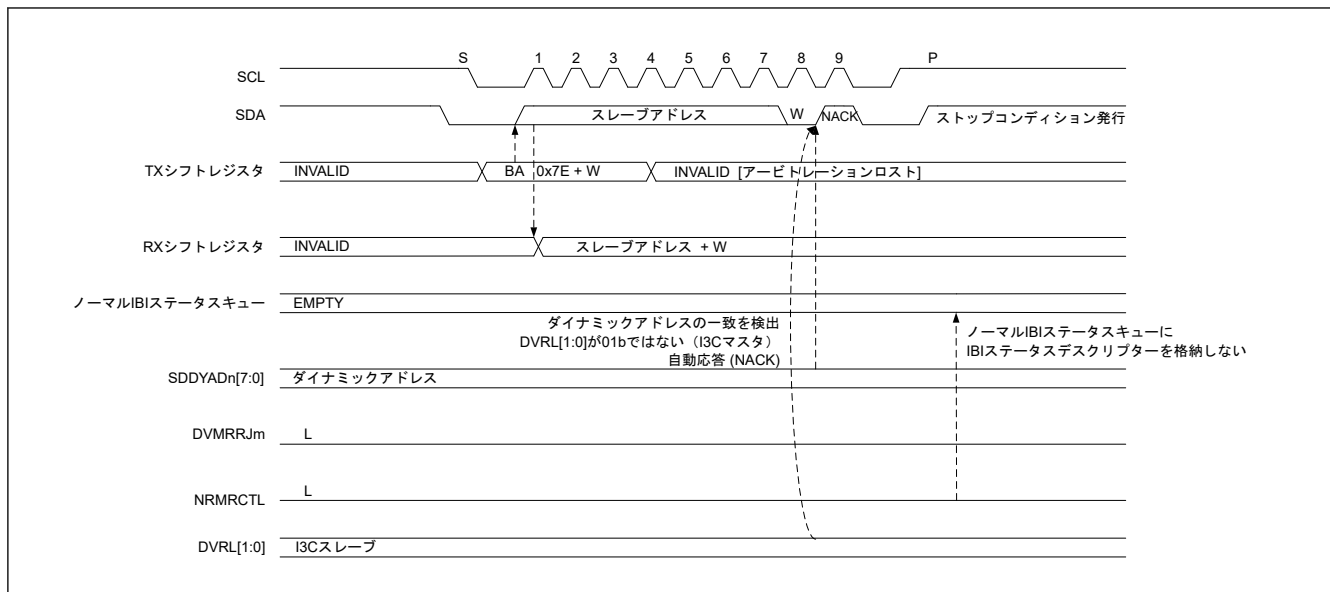 S 1 2 3 4 5 6 7 8 9 P
SCL
SDA スレーブアドレス W NACK ストップコンディション発行
TXシフトレジスタ INVALID BA 0x7E + W INVALID [アービトレーションロスト]
RXシフトレジスタ INVALID スレーブアドレス + W
ノーマルIBIステータスキュー EMPTY
ダイナミックアドレスの一致を検出
DVRL[1:0]が01bではない（I3Cマスタ）
自動応答 (NACK)
ノーマルIBIステータスキューに
IBIステータスデスクリプターを格納しない
SDDYADn[7:0] ダイナミックアドレス
DVMRRJm L
NRMRCTL L
DVRL[1:0] I3Cスレーブ